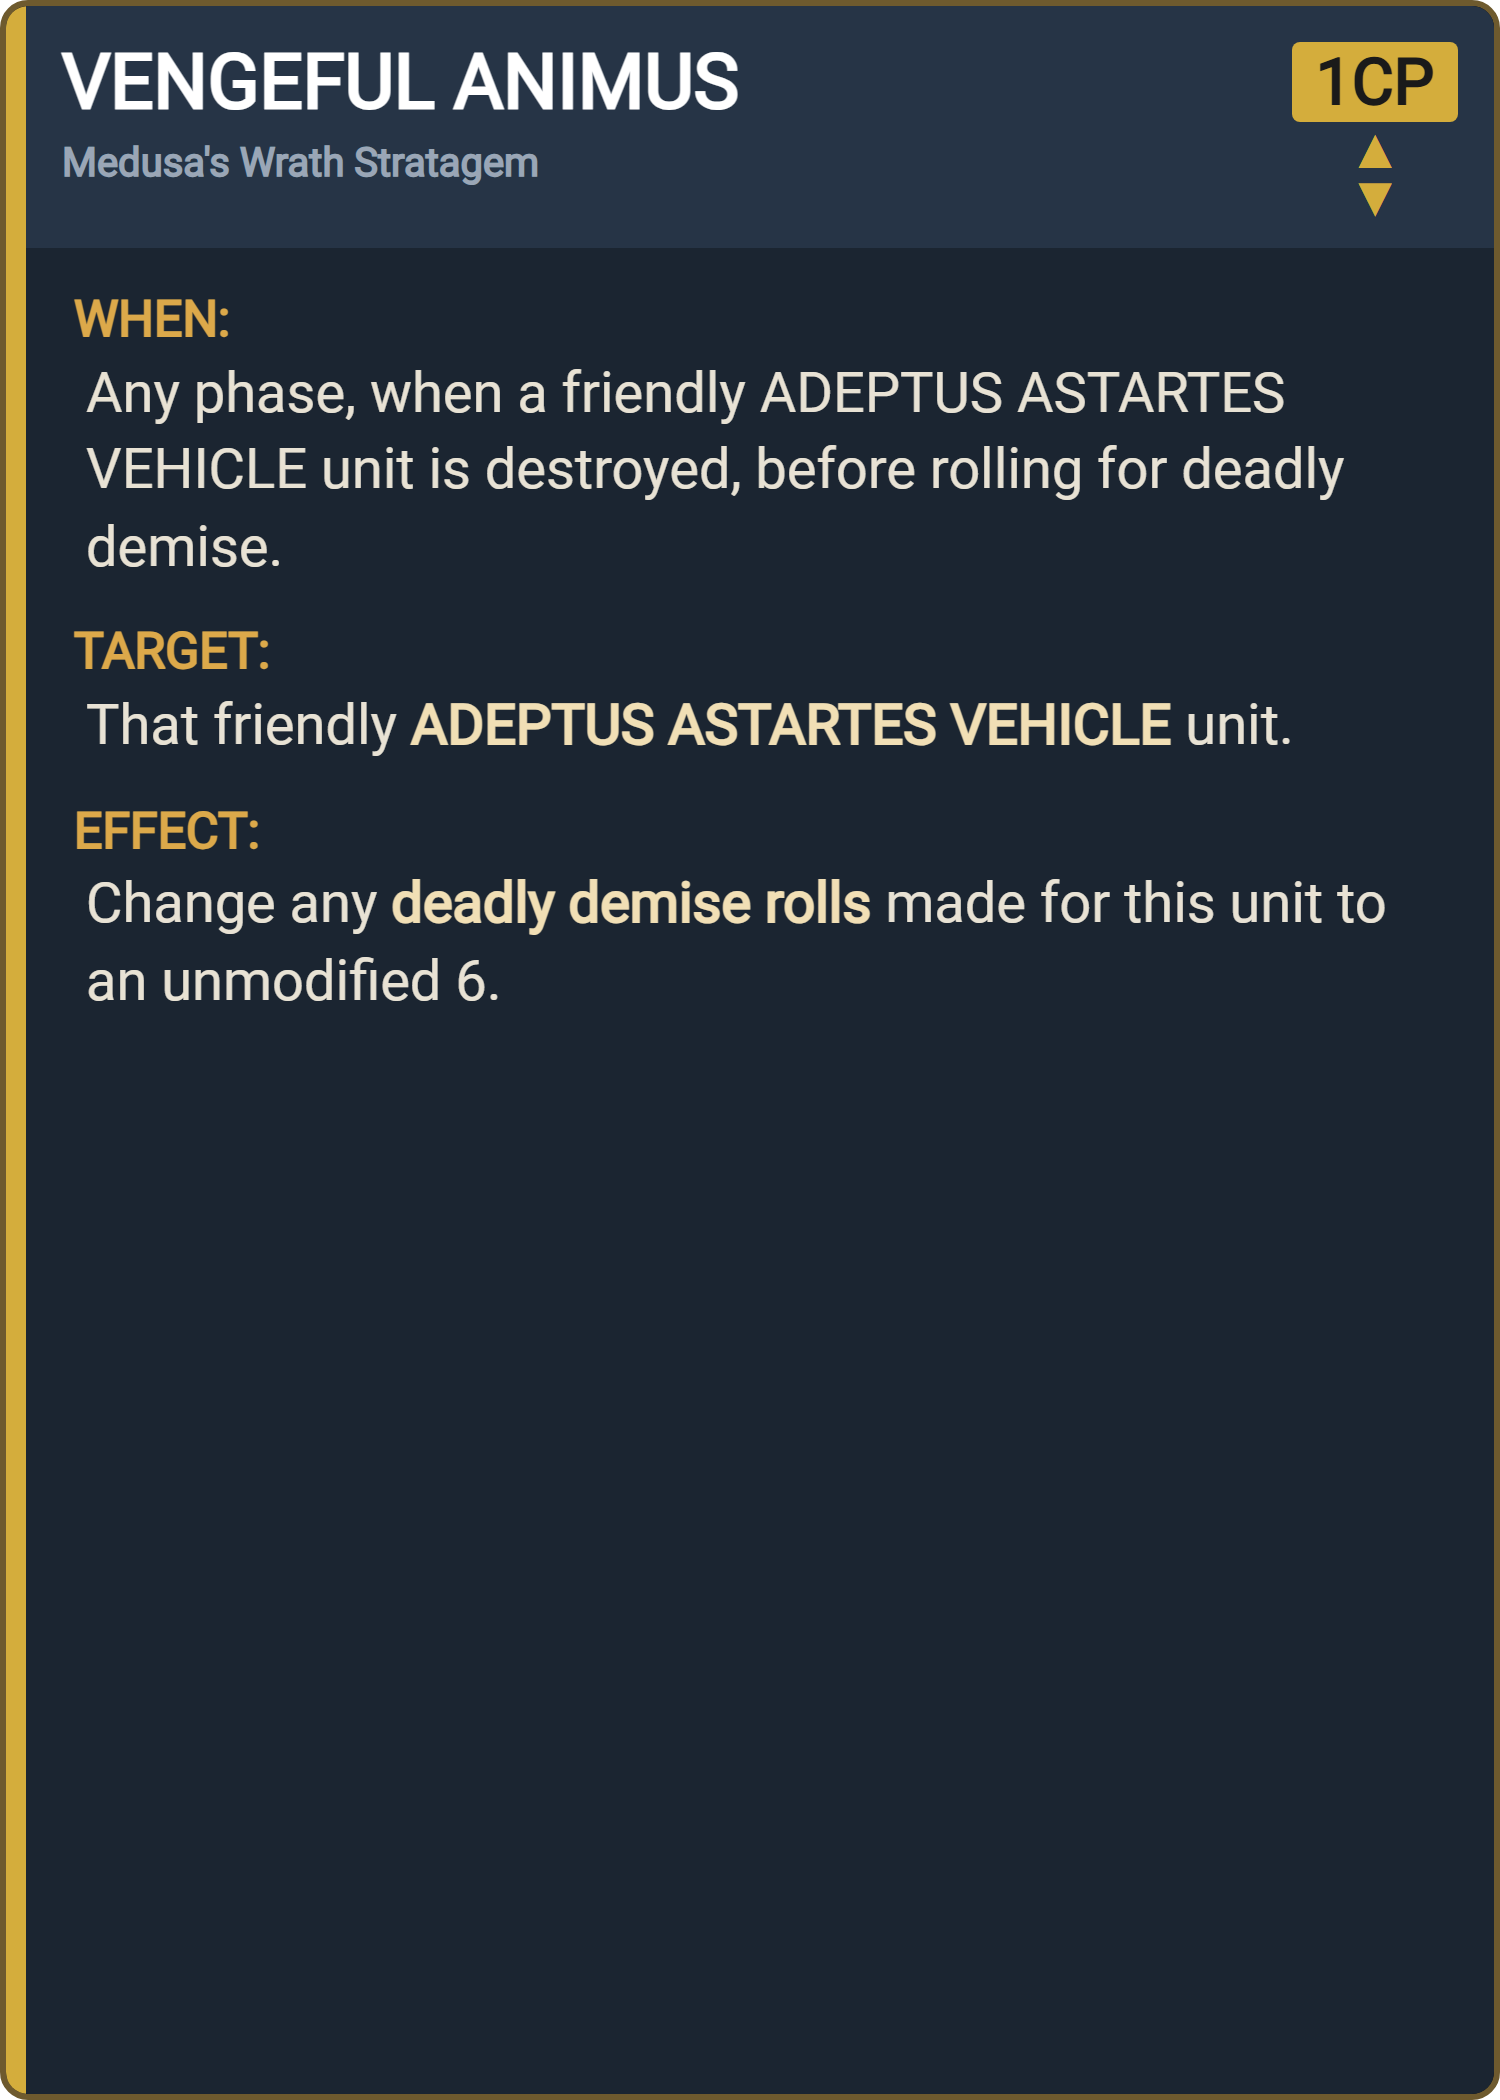 VENGEFUL ANIMUS
1CP
Medusa's Wrath Stratagem
▲
▼
WHEN:
Any phase, when a friendly ADEPTUS ASTARTES
VEHICLE unit is destroyed, before rolling for deadly
demise.
TARGET:
That friendly ADEPTUS ASTARTES VEHICLE unit.
EFFECT:
Change any deadly demise rolls made for this unit to
an unmodified 6.